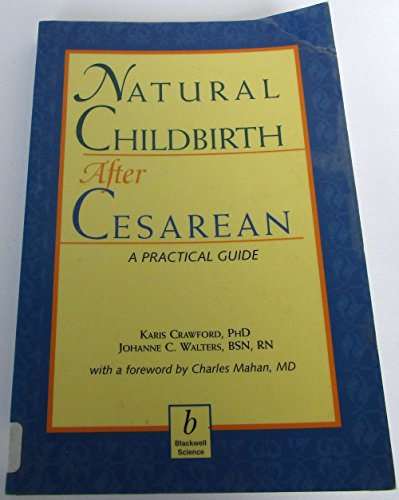 NATURAL
CHILDBIRTH
After
CESAREAN
A PRACTICAL GUIDE
KARIS CRAWFORD, PHD
JOHANNE C. WALTERS, BSN, RN
with a foreword by Charles Mahan, MD
b
Blackwell
Science